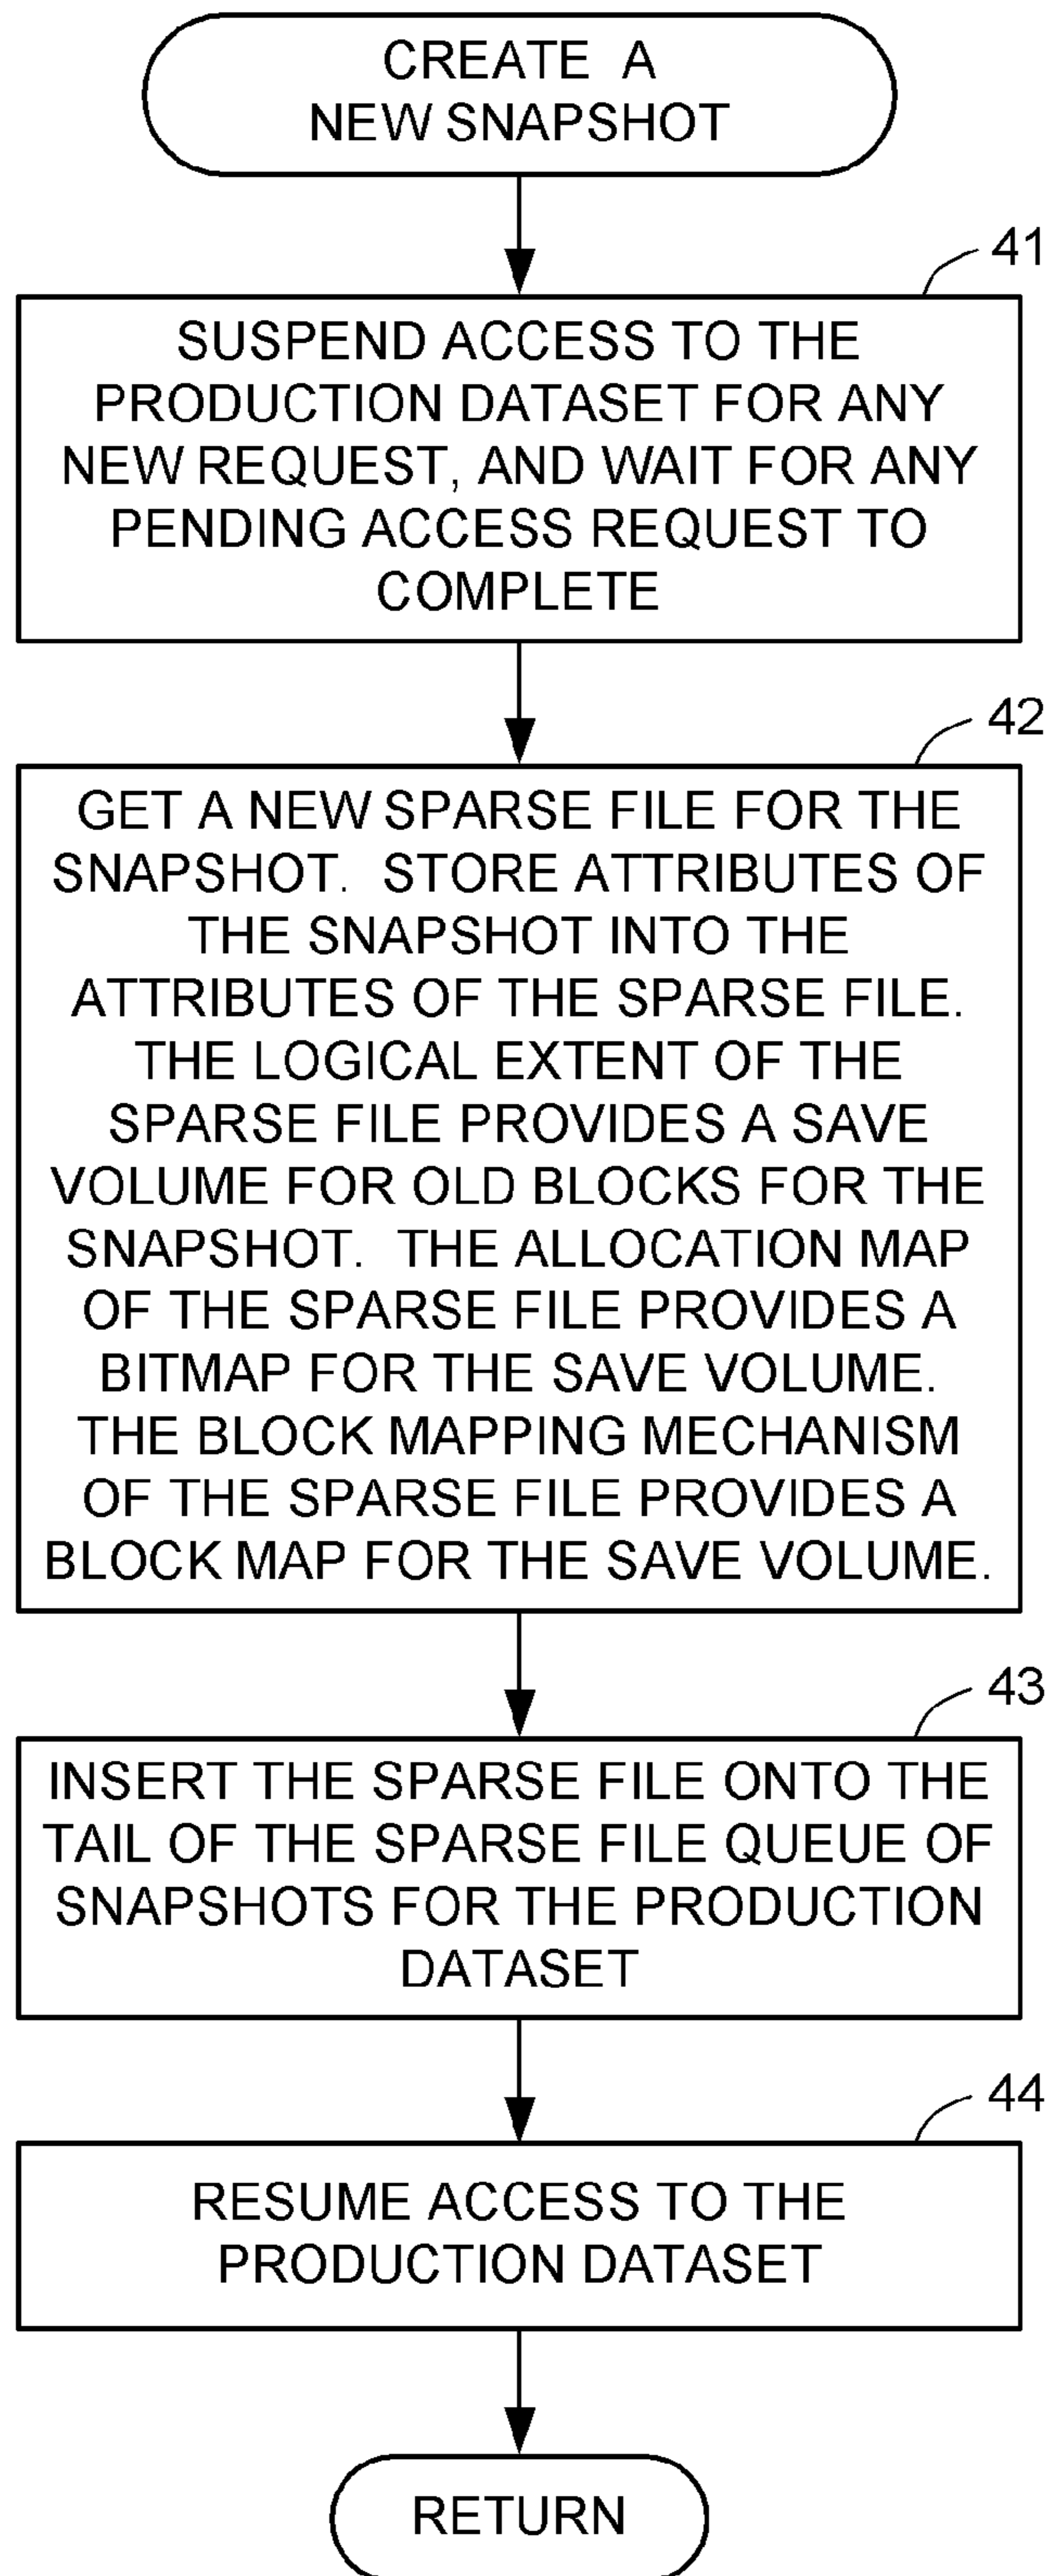 CREATE A
NEW SNAPSHOT
41
SUSPEND ACCESS TO THE
PRODUCTION DATASET FOR ANY
NEW REQUEST, AND WAIT FOR ANY
PENDING ACCESS REQUEST TO
COMPLETE
42
GET A NEW SPARSE FILE FOR THE
SNAPSHOT. STORE ATTRIBUTES OF
THE SNAPSHOT INTO THE
ATTRIBUTES OF THE SPARSE FILE.
THE LOGICAL EXTENT OF THE
SPARSE FILE PROVIDES A SAVE
VOLUME FOR OLD BLOCKS FOR THE
SNAPSHOT. THE ALLOCATION MAP
OF THE SPARSE FILE PROVIDES A
BITMAP FOR THE SAVE VOLUME.
THE BLOCK MAPPING MECHANISM
OF THE SPARSE FILE PROVIDES A
BLOCK MAP FOR THE SAVE VOLUME.
43
INSERT THE SPARSE FILE ONTO THE
TAIL OF THE SPARSE FILE QUEUE OF
SNAPSHOTS FOR THE PRODUCTION
DATASET
44
RESUME ACCESS TO THE
PRODUCTION DATASET
RETURN